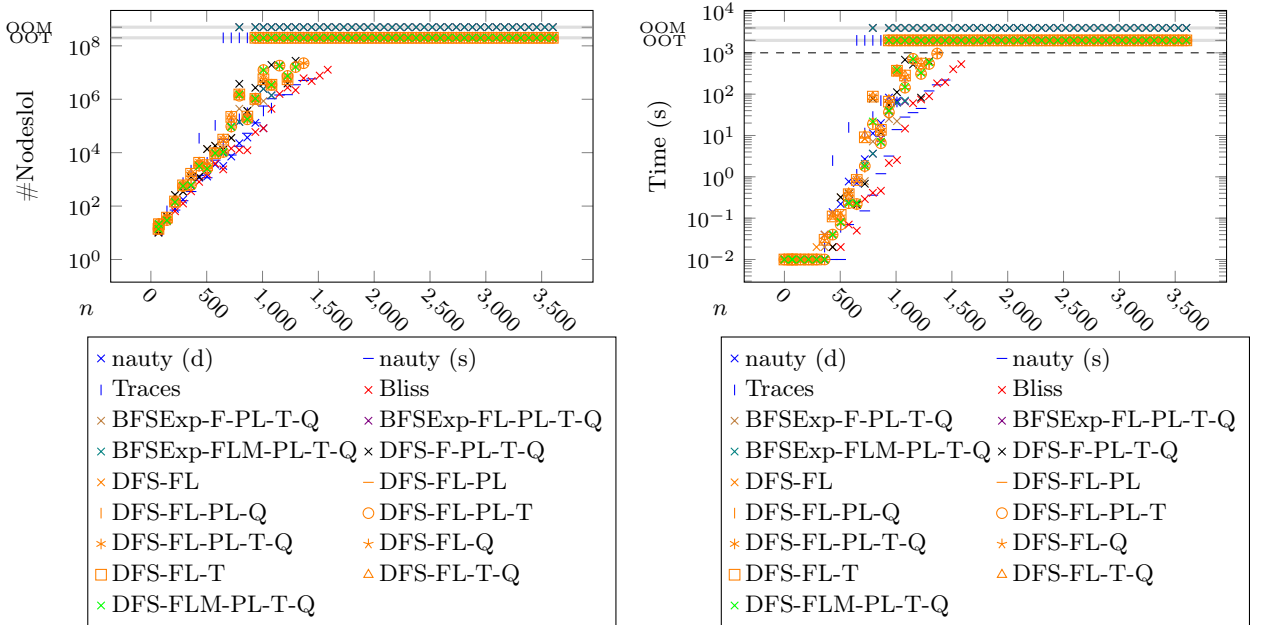 OOM
OOT
10^8
10^6
10^4
10^2
10^0
#Nodeslol
n
0
500
1,000
1,500
2,000
2,500
3,000
3,500
nauty (d)
nauty (s)
Traces
Bliss
BFSExp-F-PL-T-Q
BFSExp-FL-PL-T-Q
BFSExp-FLM-PL-T-Q
DFS-F-PL-T-Q
DFS-FL
DFS-FL-PL
DFS-FL-PL-Q
DFS-FL-PL-T
DFS-FL-PL-T-Q
DFS-FL-Q
DFS-FL-T
DFS-FL-T-Q
DFS-FLM-PL-T-Q
10^4
OOM
OOT
10^3
10^2
10^1
10^0
10^−1
10^−2
Time (s)
n
0
500
1,000
1,500
2,000
2,500
3,000
3,500
nauty (d)
nauty (s)
Traces
Bliss
BFSExp-F-PL-T-Q
BFSExp-FL-PL-T-Q
BFSExp-FLM-PL-T-Q
DFS-F-PL-T-Q
DFS-FL
DFS-FL-PL
DFS-FL-PL-Q
DFS-FL-PL-T
DFS-FL-PL-T-Q
DFS-FL-Q
DFS-FL-T
DFS-FL-T-Q
DFS-FLM-PL-T-Q